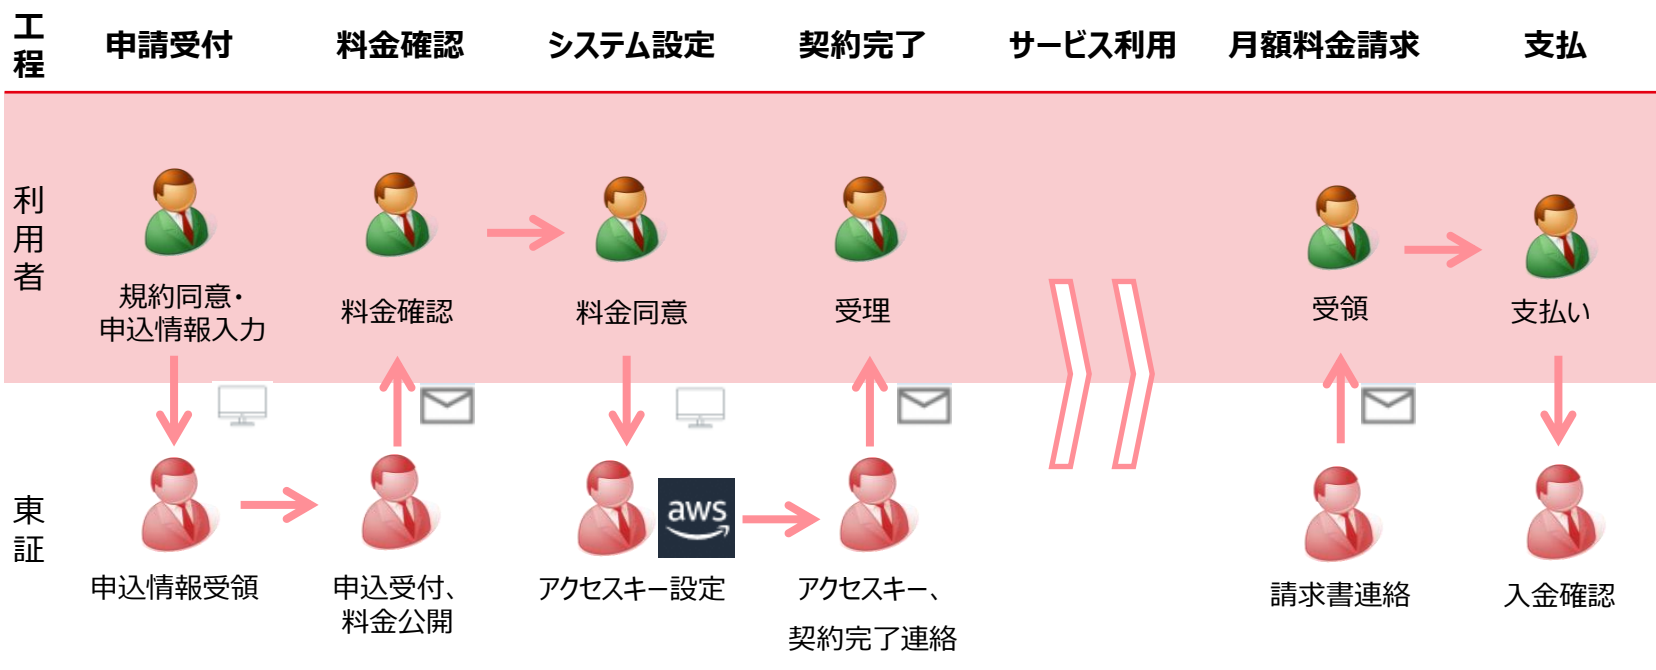 工程
申請受付
料金確認
システム設定
契約完了
サービス利用
月額料金請求
支払
利用者
規約同意・
申込情報入力
料金確認
料金同意
受理
受領
支払い
東証
aws
申込情報受領
申込受付、
料金公開
アクセスキー設定
アクセスキー、
契約完了連絡
請求書連絡
入金確認